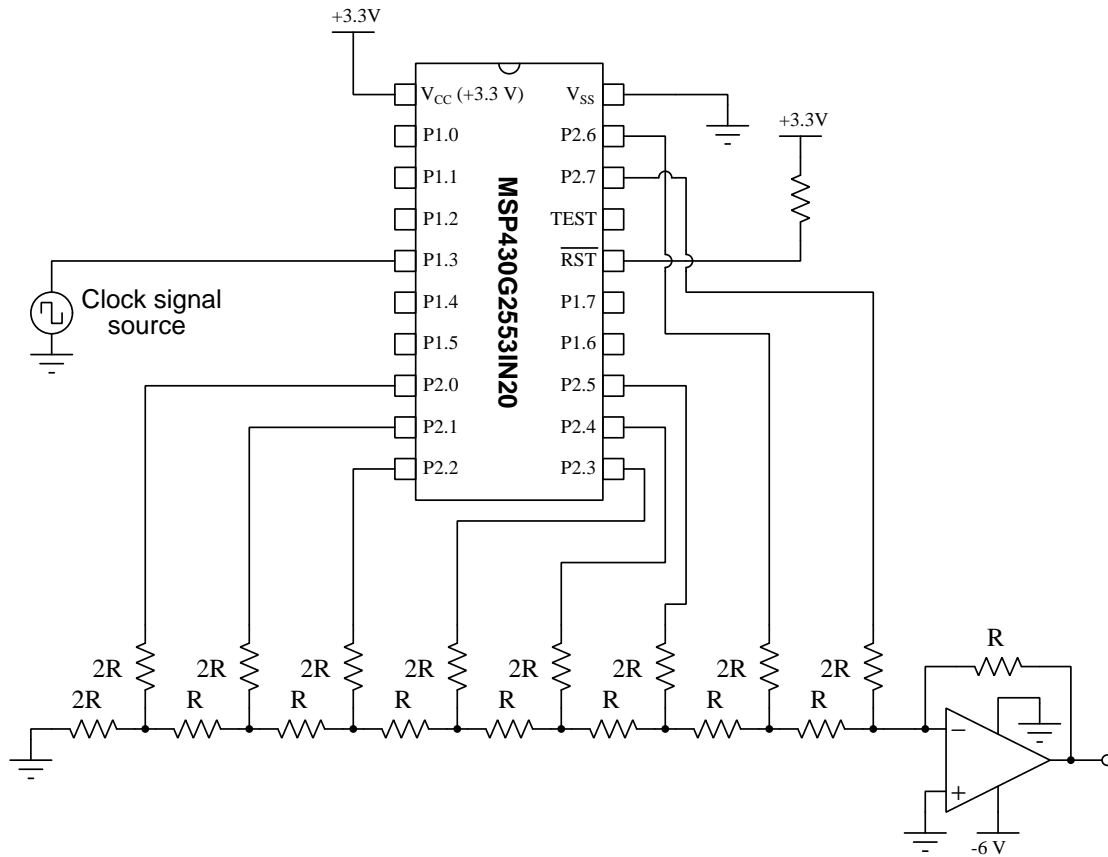 +3.3V
V_CC (+3.3 V)
V_SS
P1.0
P2.6
+3.3V
P1.1
P2.7
P1.2
TEST
P1.3
RST
P1.4
P1.7
P1.5
P1.6
P2.0
P2.5
P2.1
P2.4
P2.2
P2.3
MSP430G2553IN20
Clock signal
source
2R
2R
2R
2R
2R
2R
2R
2R
R
2R
R
R
R
R
R
R
R
−
+
-6 V